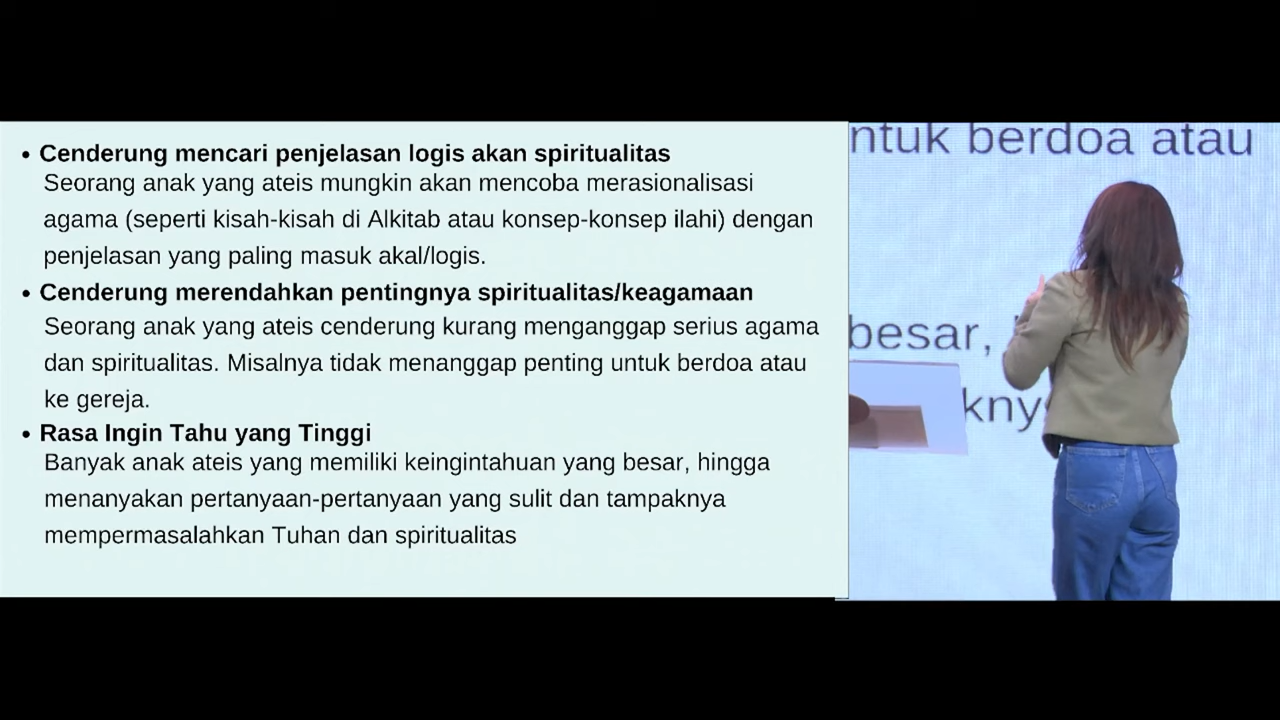 • Cenderung mencari penjelasan logis akan spiritualitas
Seorang anak yang ateis mungkin akan mencoba merasionalisasi
agama (seperti kisah-kisah di Alkitab atau konsep-konsep ilahi) dengan
penjelasan yang paling masuk akal/logis.
• Cenderung merendahkan pentingnya spiritualitas/keagamaan
Seorang anak yang ateis cenderung kurang menganggap serius agama
dan spiritualitas. Misalnya tidak menanggap penting untuk berdoa atau
ke gereja.
• Rasa Ingin Tahu yang Tinggi
Banyak anak ateis yang memiliki keingintahuan yang besar, hingga
menanyakan pertanyaan-pertanyaan yang sulit dan tampaknya
mempermasalahkan Tuhan dan spiritualitas
ntuk berdoa atau
besar,